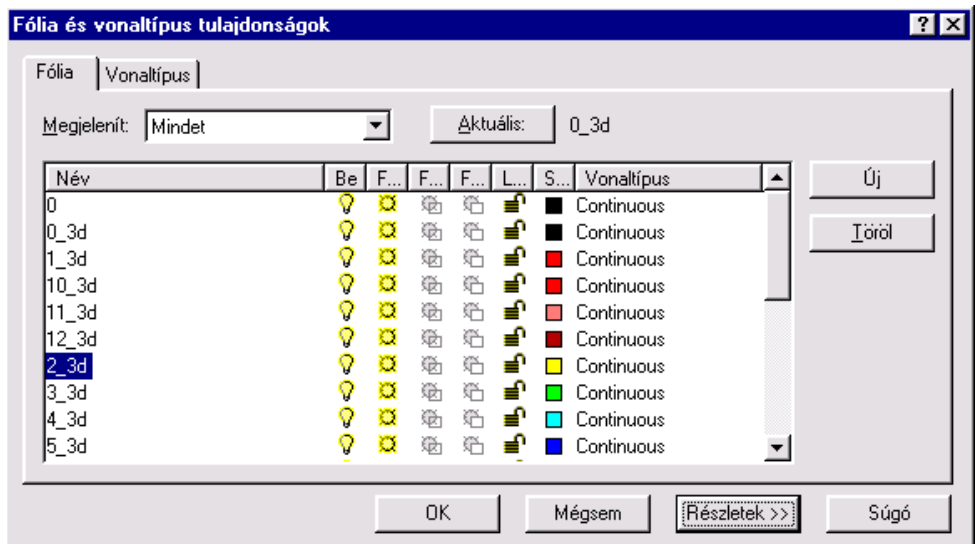 Fólia és vonaltípus tulajdonságok
Fólia Vonaltípus
Megjelenít: Mindet Aktuális: 0_3d
Név Be F... F... F... L... S... Vonaltípus Új
0 Continuous
0_3d Continuous Töröl
1_3d Continuous
10_3d Continuous
11_3d Continuous
12_3d Continuous
2_3d Continuous
3_3d Continuous
4_3d Continuous
5_3d Continuous
OK Mégsem Részletek >> Súgó